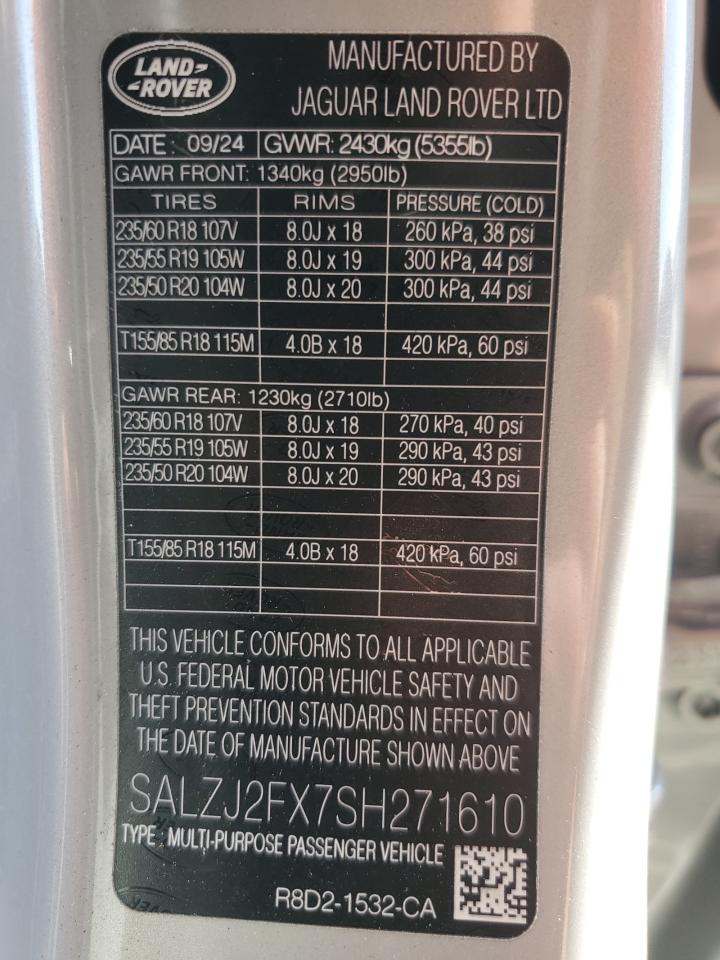 LAND-
-ROVER
MANUFACTURED BY
JAGUAR LAND ROVER LTD
DATE: 09/24 GVWR: 2430kg (5355lb)
GAWR FRONT: 1340kg (2950lb)
TIRES RIMS PRESSURE (COLD)
235/60 R18 107V 8.0J x 18 260 kPa, 38 psi
235/55 R19 105W 8.0J x 19 300 kPa, 44 psi
235/50 R20 104W 8.0J x 20 300 kPa, 44 psi
T155/85 R18 115M 4.0B x 18 420 kPa, 60 psi
GAWR REAR: 1230kg (2710lb)
235/60 R18 107V 8.0J x 18 270 kPa, 40 psi
235/55 R19 105W 8.0J x 19 290 kPa, 43 psi
235/50 R20 104W 8.0J x 20 290 kPa, 43 psi
T155/85 R18 115M 4.0B x 18 420 kPa, 60 psi
THIS VEHICLE CONFORMS TO ALL APPLICABLE
U.S. FEDERAL MOTOR VEHICLE SAFETY AND
THEFT PREVENTION STANDARDS IN EFFECT ON
THE DATE OF MANUFACTURE SHOWN ABOVE
SALZJ2FX7SH271610
TYPE: MULTI-PURPOSE PASSENGER VEHICLE
R8D2-1532-CA